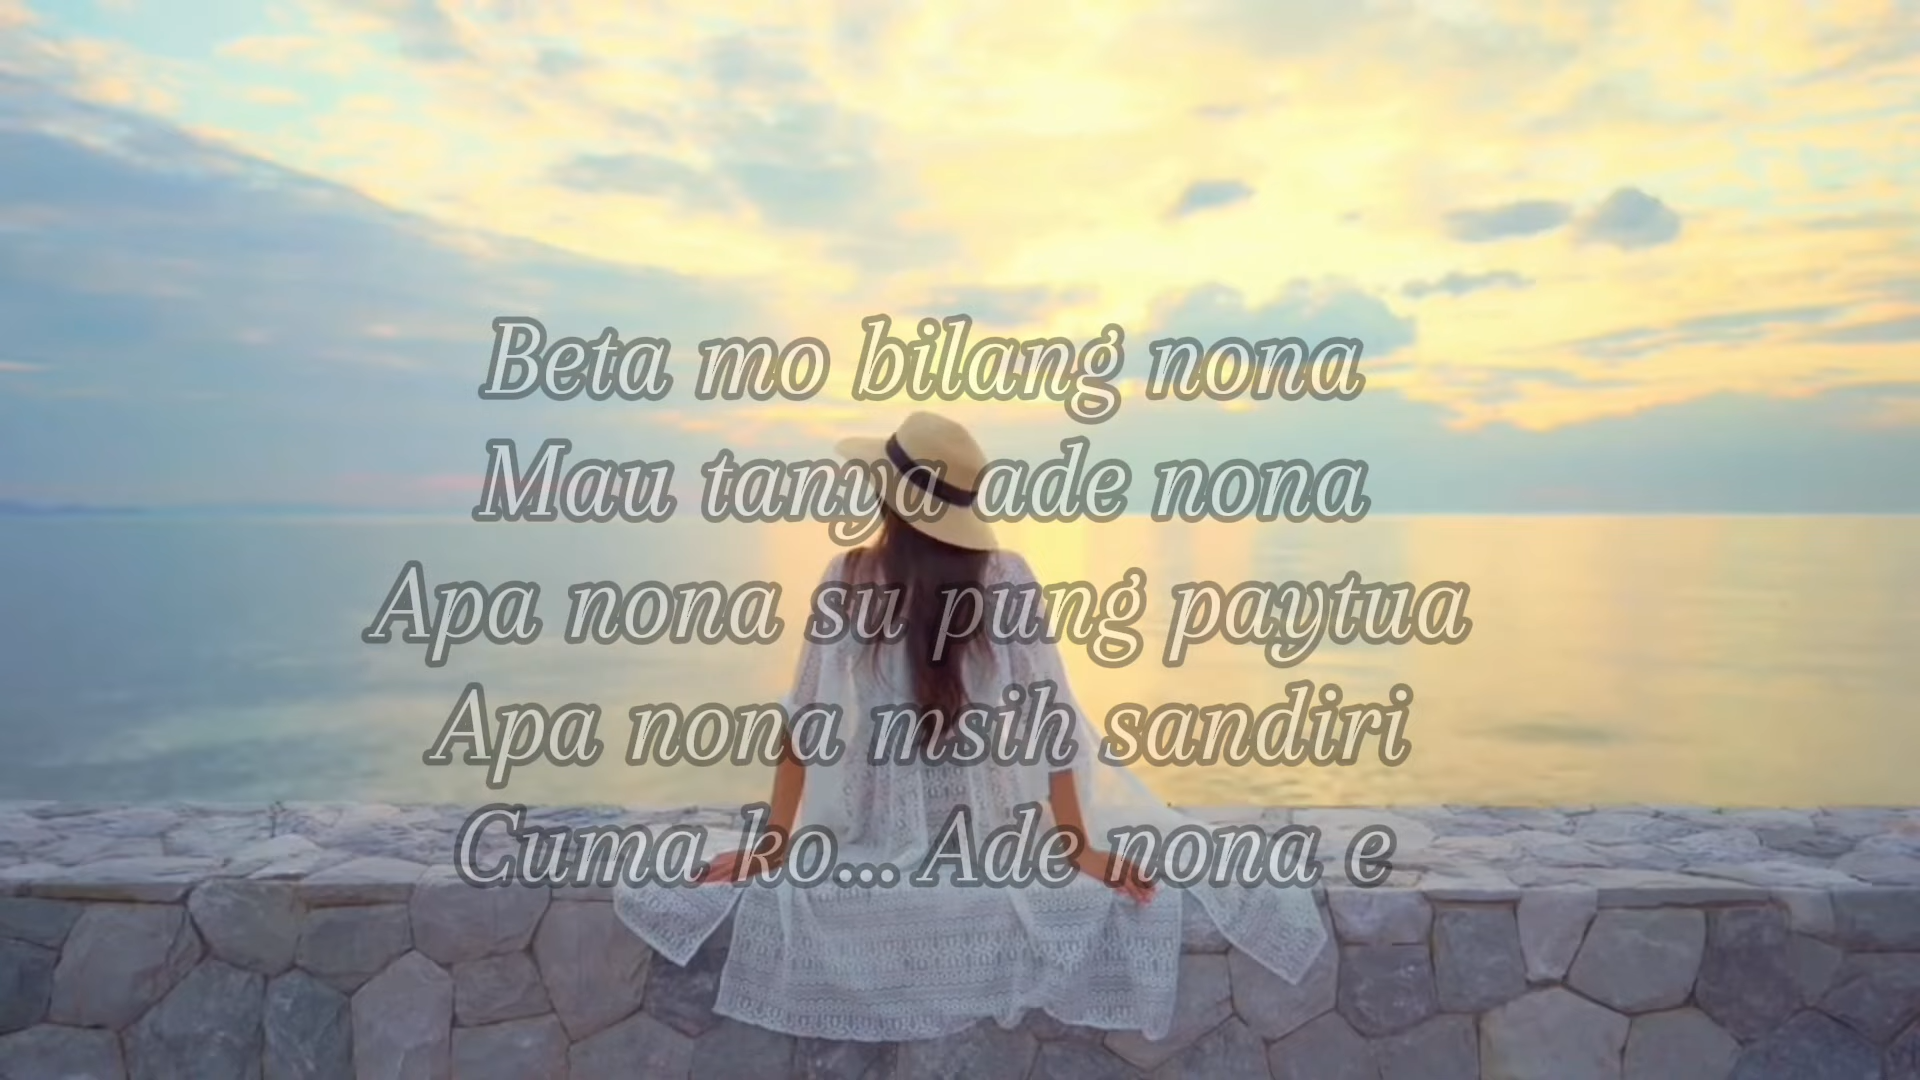 Beta mo bilang nona
Mau tanya ade nona
Apa nona su pung paytua
Apa nona msih sandiri
Cuma ko... Ade nona e